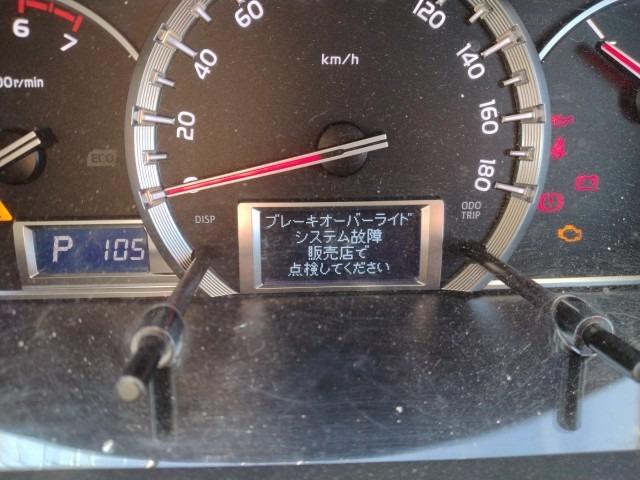 6
7
00r/min
ECO
P 105
60
40
20
0
120
140
160
180
km/h
DISP
ODO
TRIP
ブレーキオーバーライド
システム故障
販売店で
点検してください